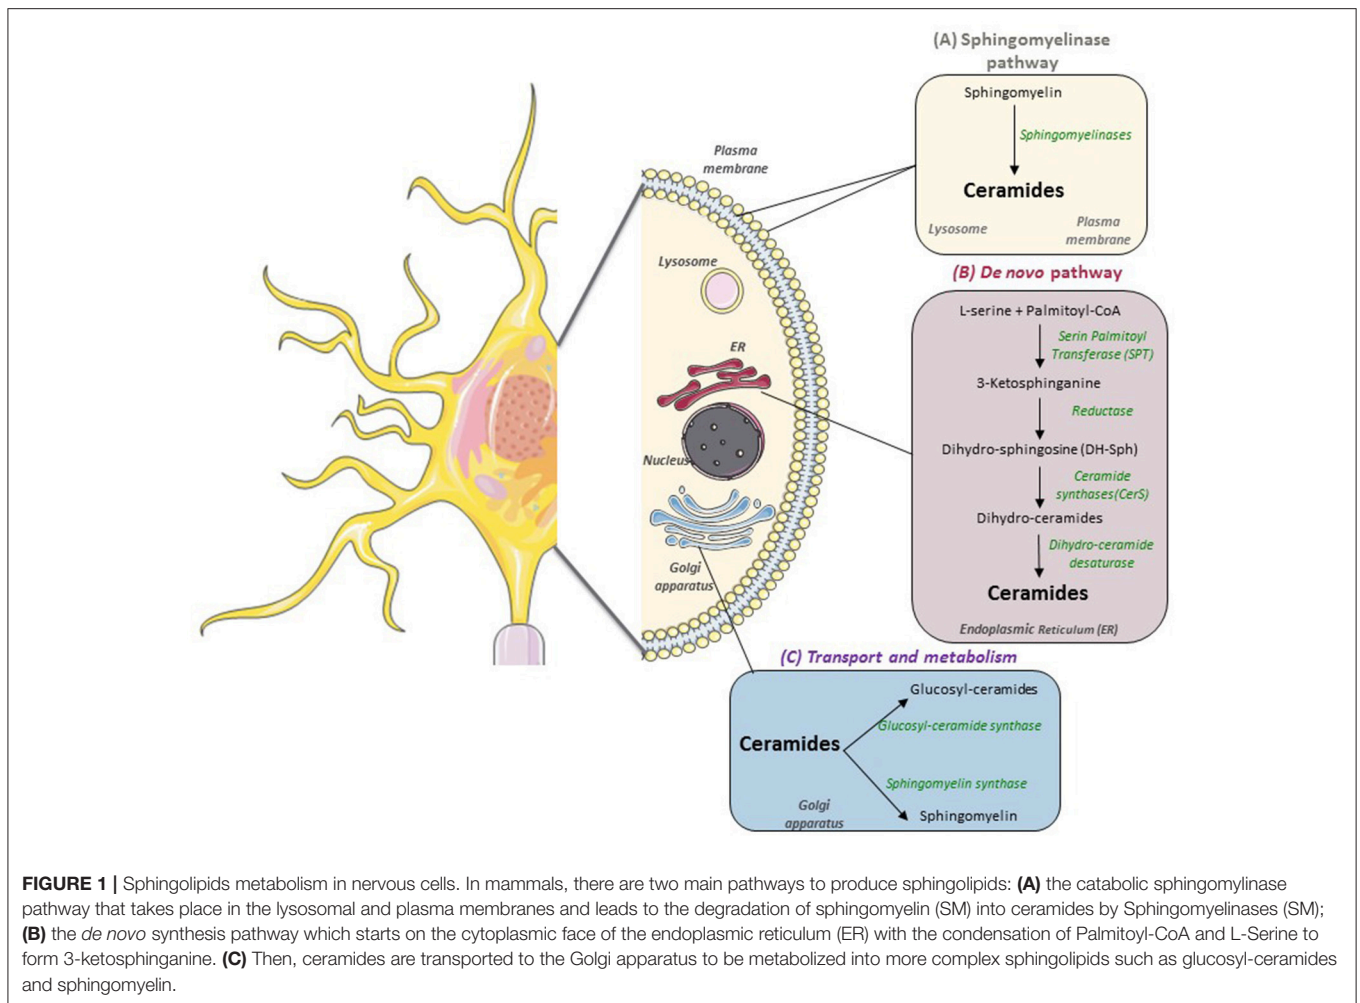 (A) Sphingomyelinase
pathway
Sphingomyelin
Sphingomyelinases
Ceramides
Lysosome
Plasma
membrane
Plasma
membrane
Lysosome
ER
Nucleus
Golgi
apparatus
(B) De novo pathway
L-serine + Palmitoyl-CoA
Serin Palmitoyl
Transferase (SPT)
3-Ketosphinganine
Reductase
Dihydro-sphingosine (DH-Sph)
Ceramide
synthases(CerS)
Dihydro-ceramides
Dihydro-ceramide
desaturase
Ceramides
Endoplasmic Reticulum (ER)
(C) Transport and metabolism
Glucosyl-ceramides
Glucosyl-ceramide synthase
Ceramides
Sphingomyelin synthase
Golgi
apparatus
Sphingomyelin
FIGURE 1 | Sphingolipids metabolism in nervous cells. In mammals, there are two main pathways to produce sphingolipids: (A) the catabolic sphingomylinase
pathway that takes place in the lysosomal and plasma membranes and leads to the degradation of sphingomyelin (SM) into ceramides by Sphingomyelinases (SM);
(B) the de novo synthesis pathway which starts on the cytoplasmic face of the endoplasmic reticulum (ER) with the condensation of Palmitoyl-CoA and L-Serine to
form 3-ketosphinganine. (C) Then, ceramides are transported to the Golgi apparatus to be metabolized into more complex sphingolipids such as glucosyl-ceramides
and sphingomyelin.